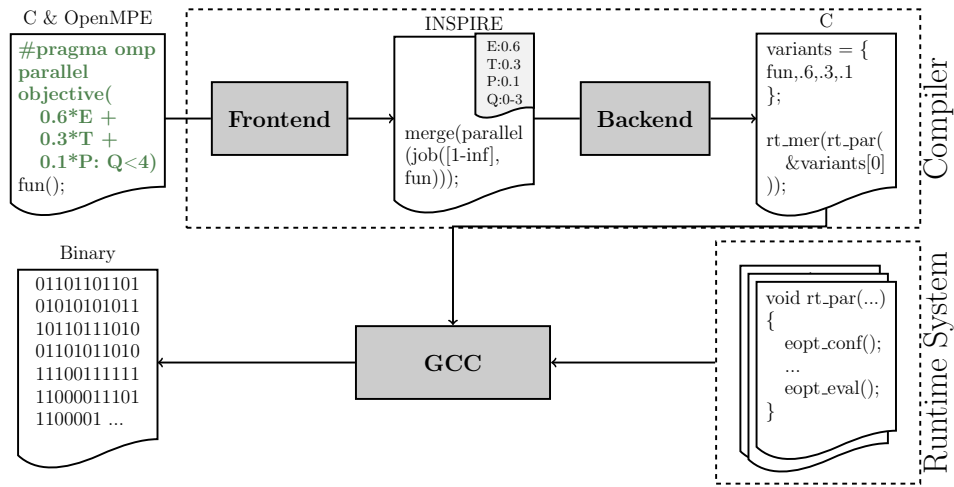 C & OpenMPE
#pragma omp
parallel
objective(
0.6*E +
0.3*T +
0.1*P: Q<4)
fun();
Frontend
INSPIRE
E:0.6
T:0.3
P:0.1
Q:0-3
merge(parallel
(job([1-inf],
fun)));
Backend
C
variants = {
fun,.6,.3,.1
};
rt_mer(rt_par(
&variants[0]
));
Compiler
Binary
01101101101
01010101011
10110111010
01101011010
11100111111
11000011101
1100001 ...
GCC
void rt_par(...)
{
eopt_conf();
...
eopt_eval();
}
Runtime System